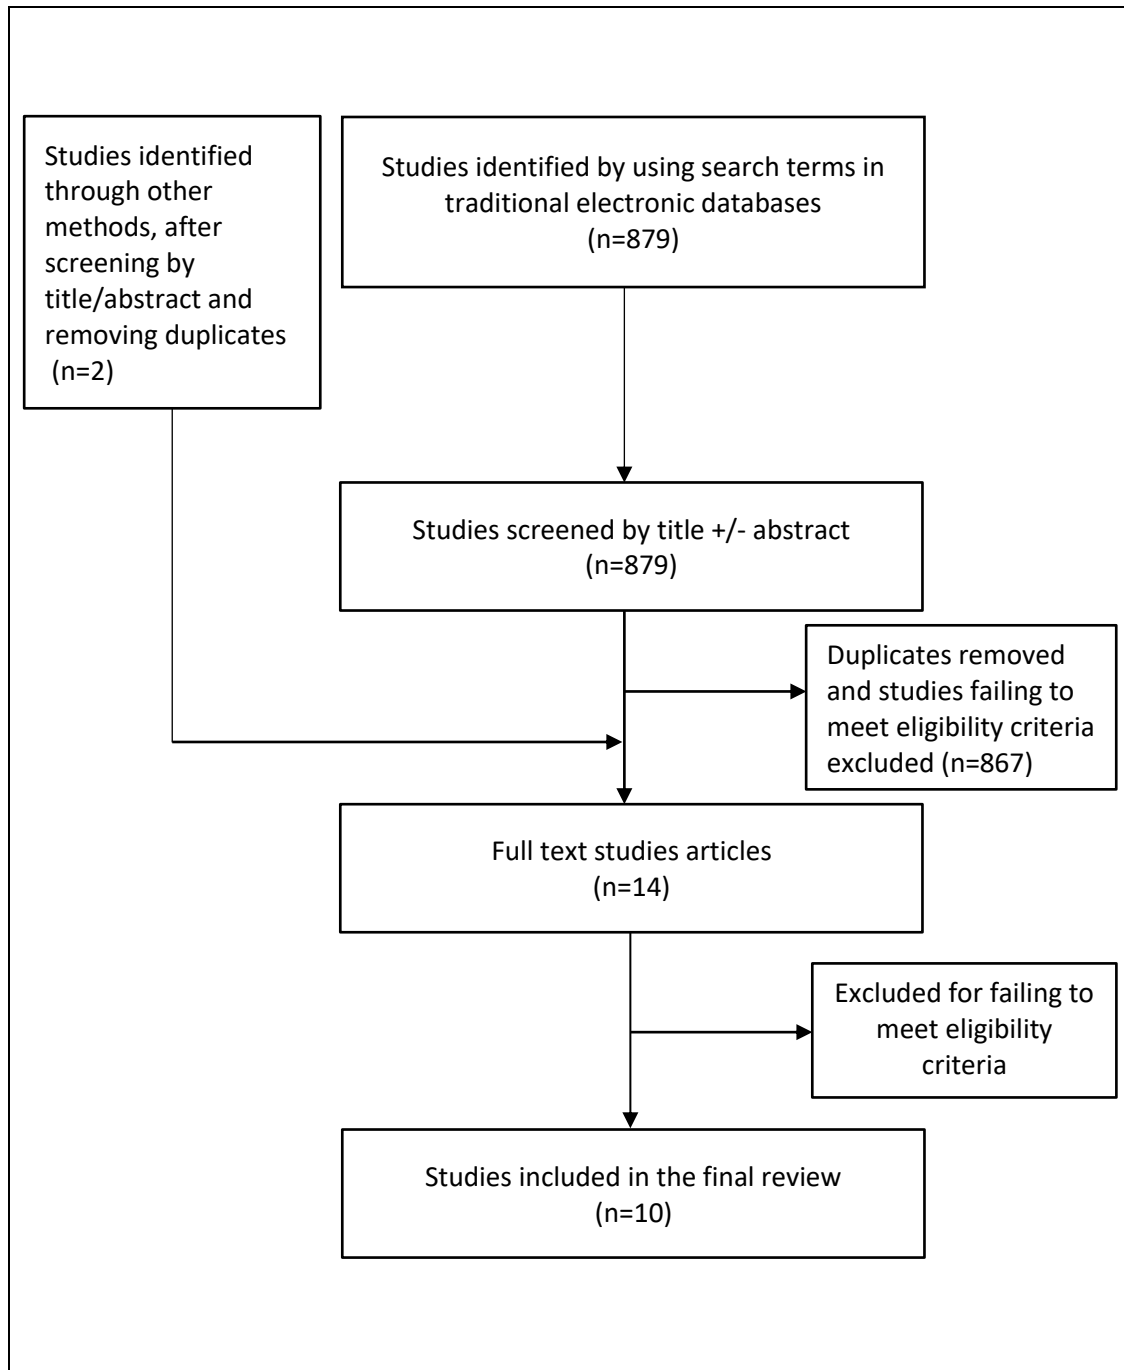 Studies identified
through other
methods, after
screening by
title/abstract and
removing duplicates
(n=2)
Studies identified by using search terms in
traditional electronic databases
(n=879)
Studies screened by title +/- abstract
(n=879)
Duplicates removed
and studies failing to
meet eligibility criteria
excluded (n=867)
Full text studies articles
(n=14)
Excluded for failing to
meet eligibility
criteria
Studies included in the final review
(n=10)